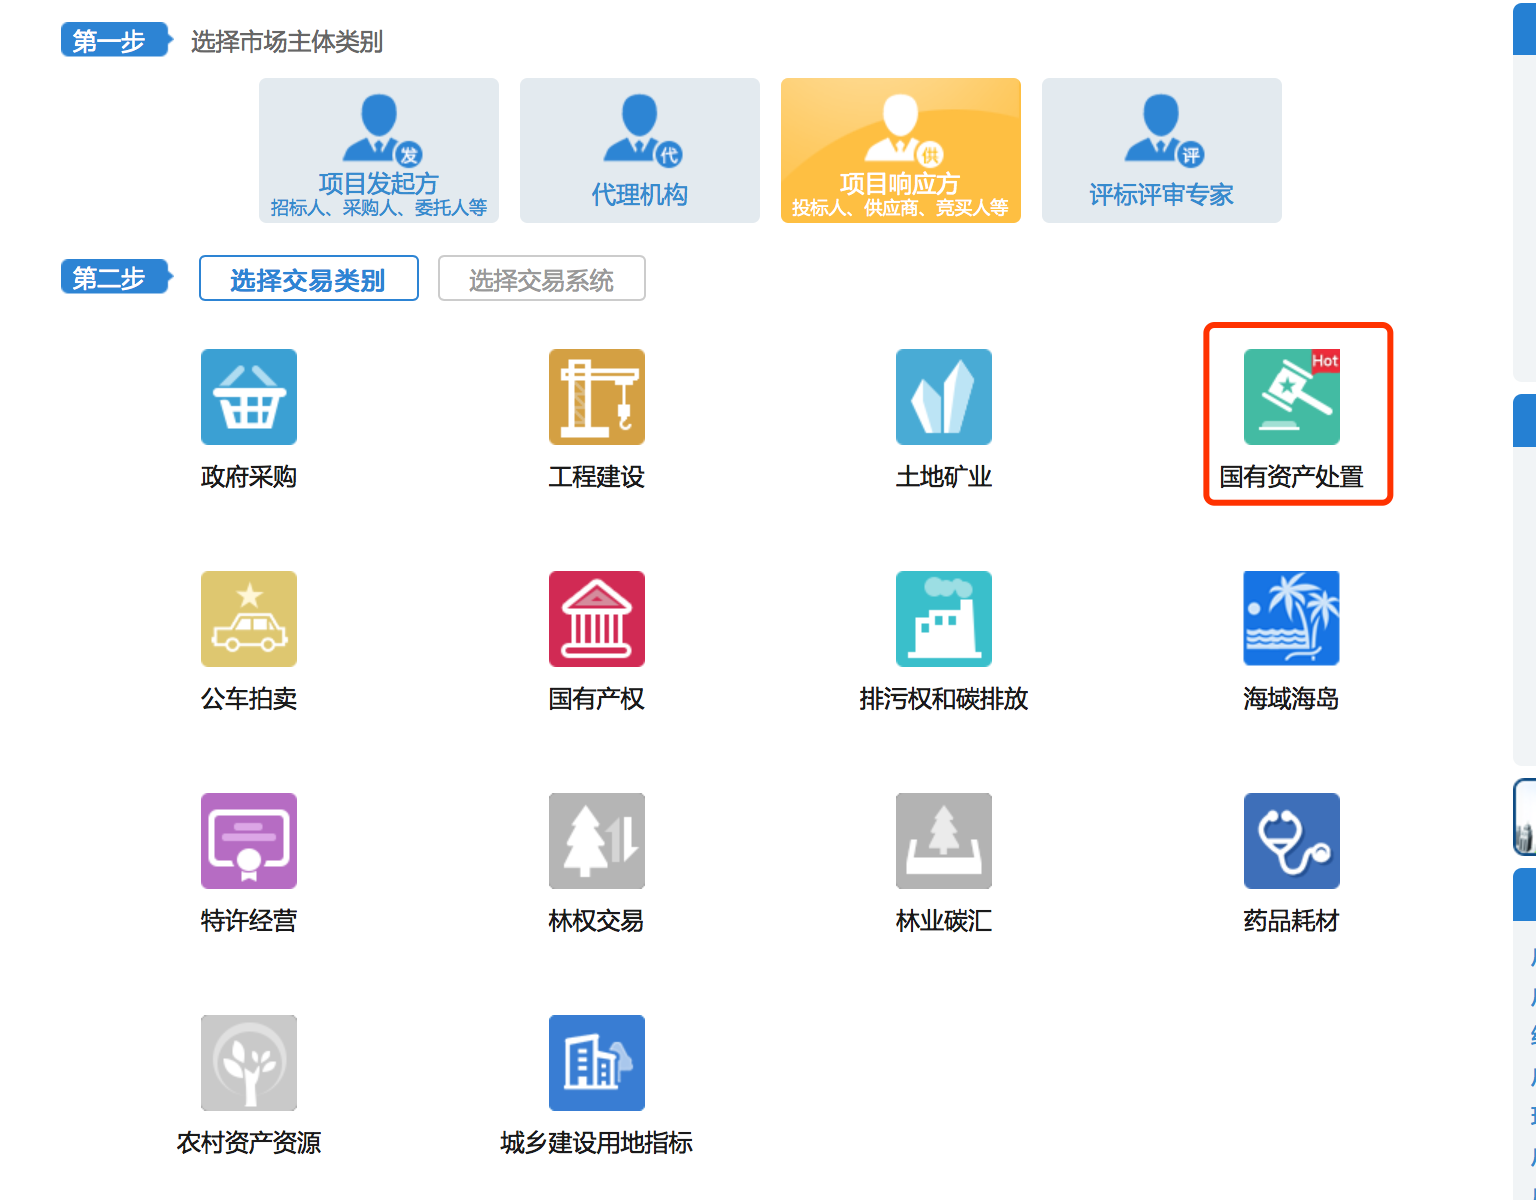 第一步 选择市场主体类别
发 代 供 评
项目发起方 代理机构 项目响应方 评标评审专家
招标人、采购人、委托人等 投标人、供应商、竞买人等
第二步 选择交易类别 选择交易系统
Hot
政府采购 工程建设 土地矿业 国有资产处置
公车拍卖 国有产权 排污权和碳排放 海域海岛
特许经营 林权交易 林业碳汇 药品耗材
农村资产资源 城乡建设用地指标